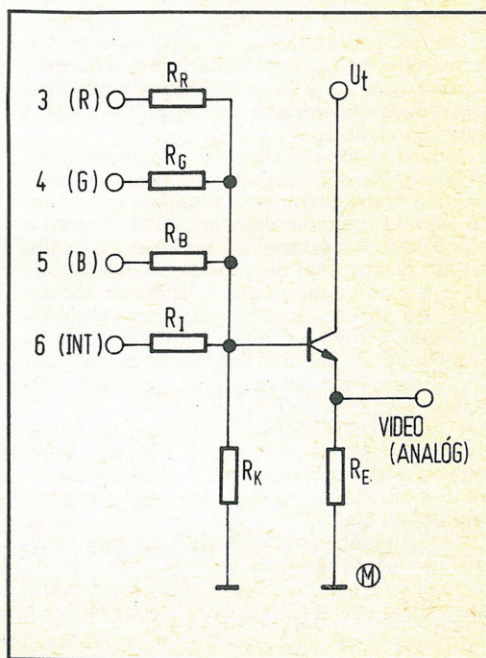 U_t
3 (R) R_R
4 (G) R_G
5 (B) R_B
6 (INT) R_I
VIDEO
(ANALÓG)
R_K R_E
M